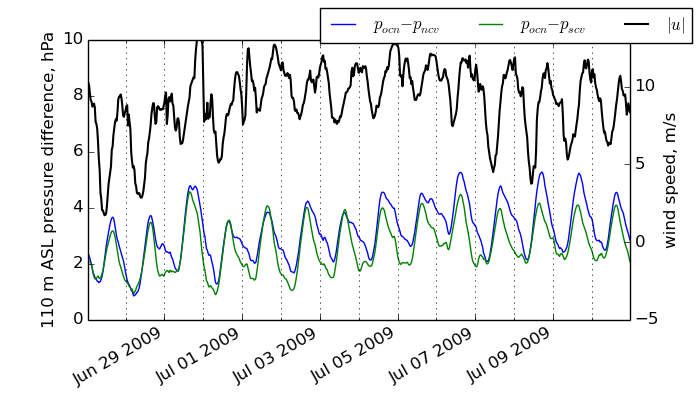 p_ocn−p_ncv p_ocn−p_scv |u|
110 m ASL pressure difference, hPa
10
8
6
4
2
0
10
5
0
−5
wind speed, m/s
Jun 29 2009 Jul 01 2009 Jul 03 2009 Jul 05 2009 Jul 07 2009 Jul 09 2009